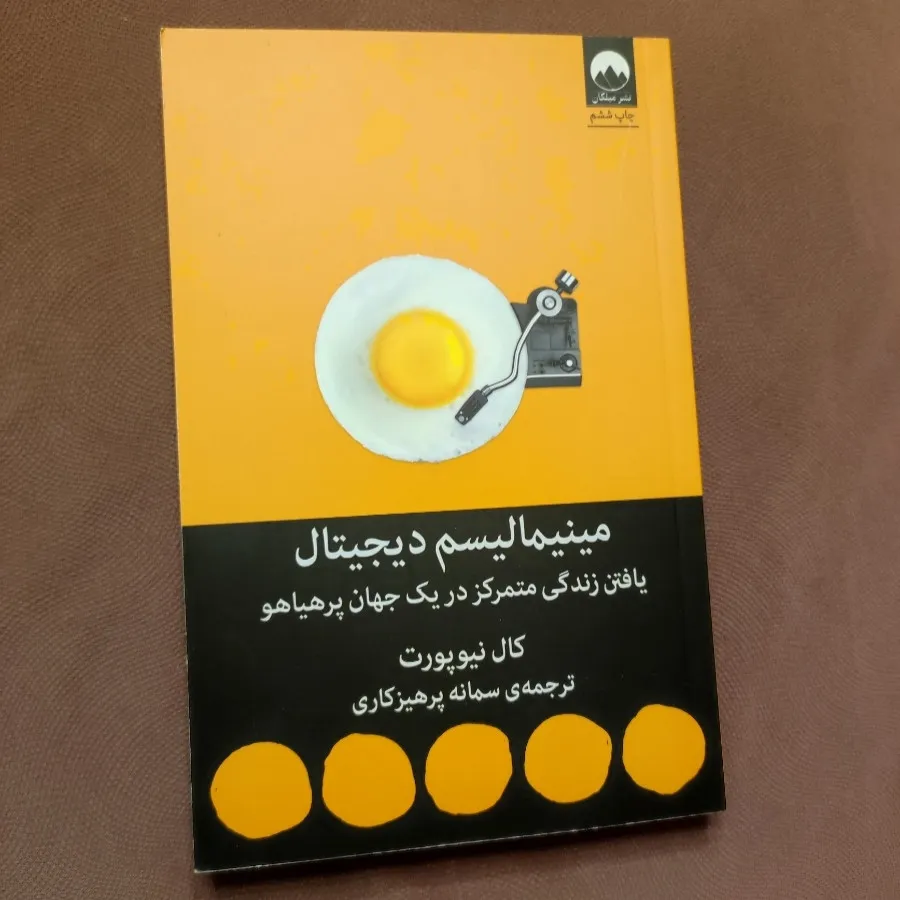 نشر میلکان
چاپ ششم
مینیمالیسم دیجیتال
یافتن زندگی متمرکز در یک جهان پرهیاهو
کال نیوپورت
ترجمه‌ی سمانه پرهیزکاری